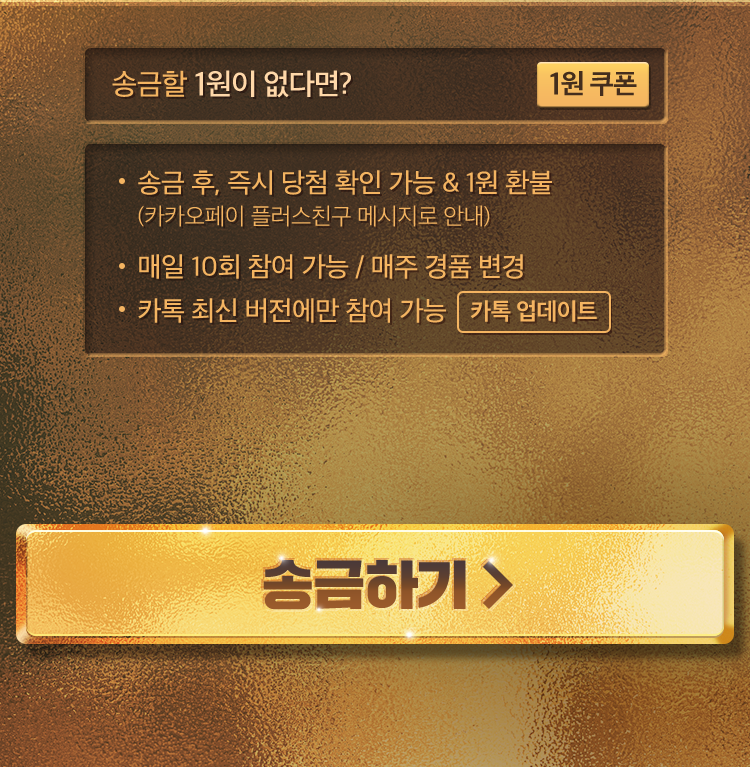 송금할 1원이 없다면? 1원 쿠폰
• 송금 후, 즉시 당첨 확인 가능 & 1원 환불
(카카오페이 플러스친구 메시지로 안내)
• 매일 10회 참여 가능 / 매주 경품 변경
• 카톡 최신 버전에만 참여 가능 카톡 업데이트
송금하기 >